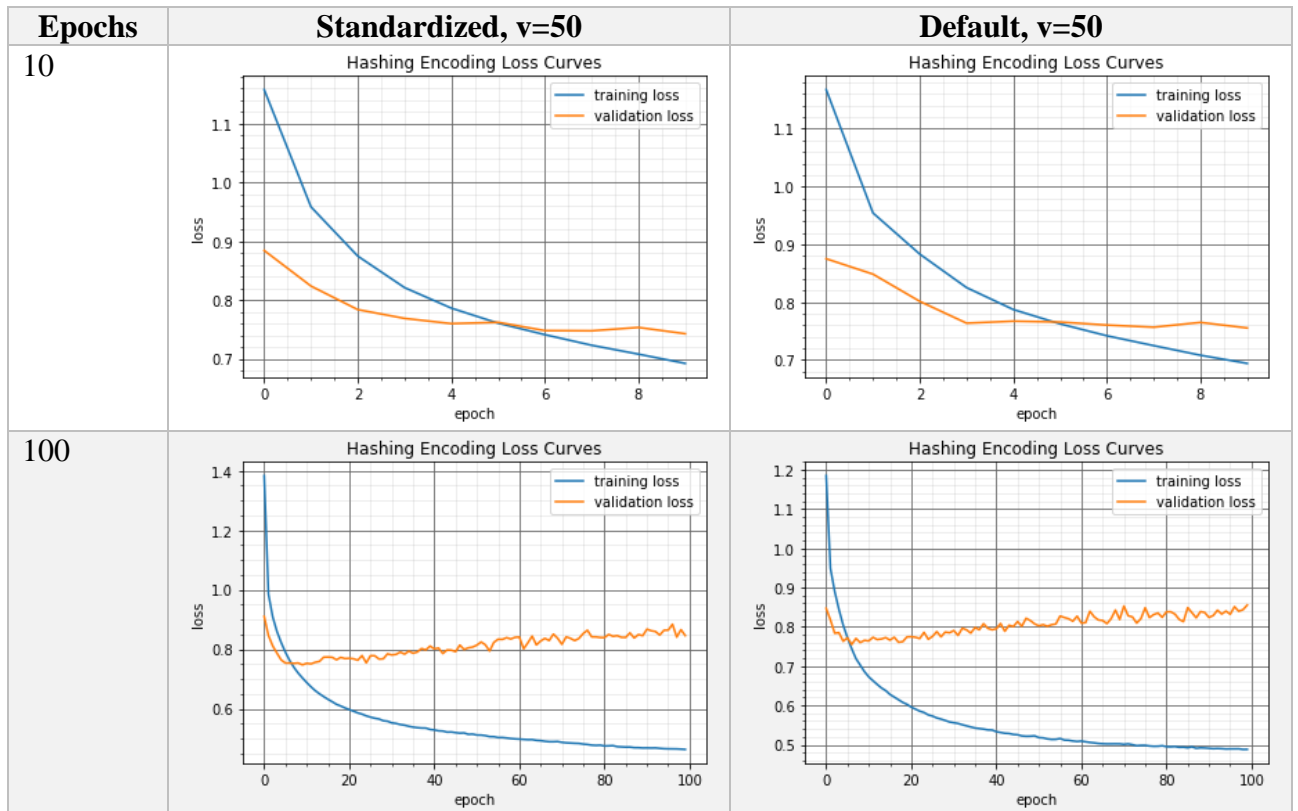 Epochs Standardized, v=50 Default, v=50
10
Hashing Encoding Loss Curves
training loss
validation loss
1.1
1.0
0.9
0.8
0.7
loss
0 2 4 6 8
epoch
Hashing Encoding Loss Curves
training loss
validation loss
1.1
1.0
0.9
0.8
0.7
loss
0 2 4 6 8
epoch
100
Hashing Encoding Loss Curves
training loss
validation loss
1.4
1.2
1.0
0.8
0.6
loss
0 20 40 60 80 100
epoch
Hashing Encoding Loss Curves
training loss
validation loss
1.2
1.1
1.0
0.9
0.8
0.7
0.6
0.5
loss
0 20 40 60 80 100
epoch